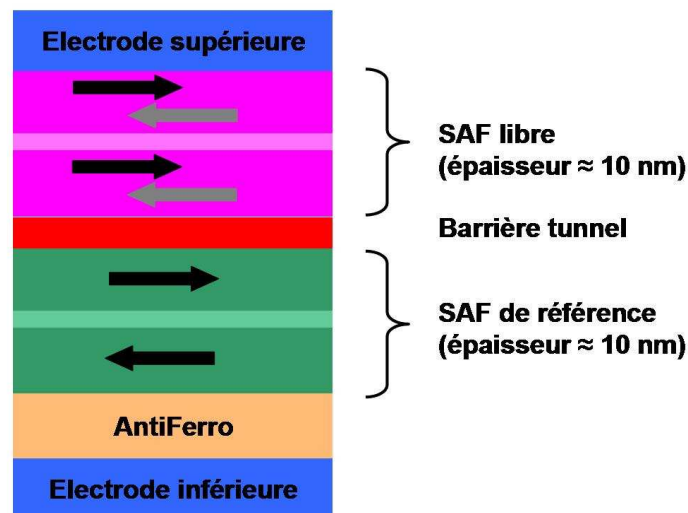 Electrode supérieure
SAF libre
(épaisseur ≈ 10 nm)
Barrière tunnel
SAF de référence
(épaisseur ≈ 10 nm)
AntiFerro
Electrode inférieure